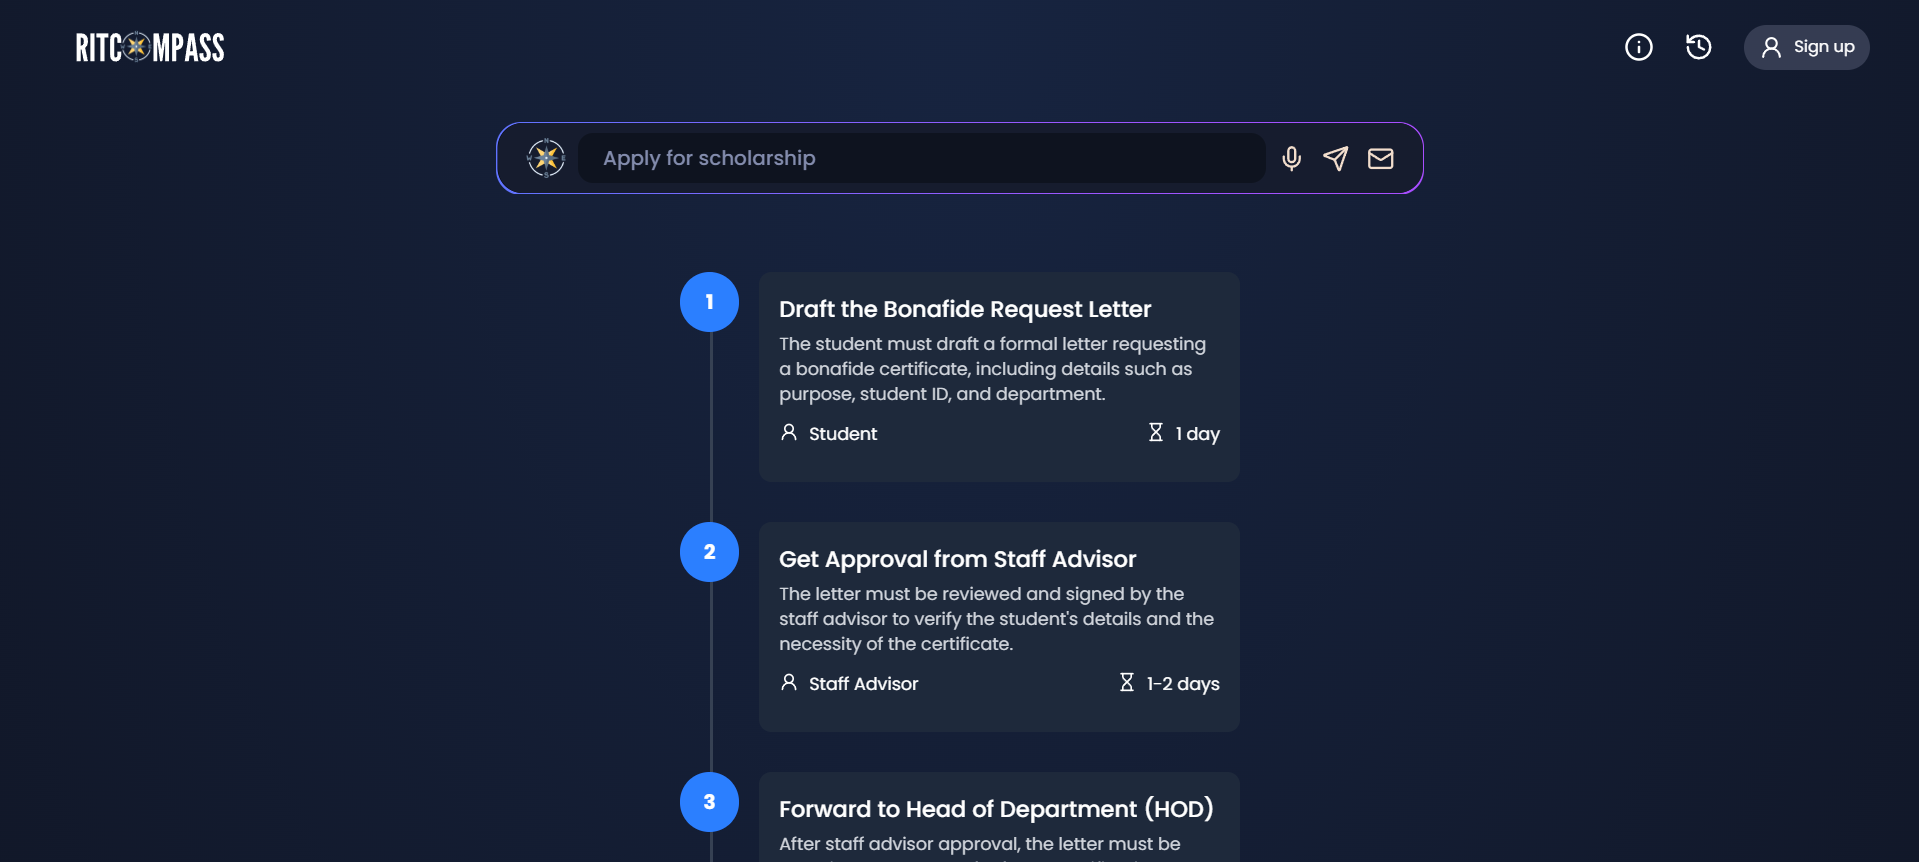 RITCOMPASS
Sign up
Apply for scholarship
1
Draft the Bonafide Request Letter
The student must draft a formal letter requesting
a bonafide certificate, including details such as
purpose, student ID, and department.
Student
1 day
2
Get Approval from Staff Advisor
The letter must be reviewed and signed by the
staff advisor to verify the student's details and the
necessity of the certificate.
Staff Advisor
1-2 days
3
Forward to Head of Department (HOD)
After staff advisor approval, the letter must be